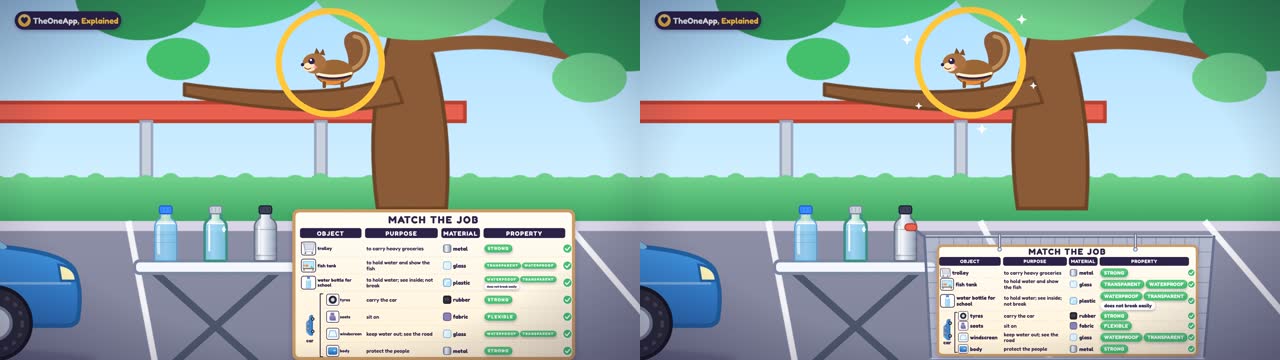 TheOneApp, Explained
MATCH THE JOB
OBJECT PURPOSE MATERIAL PROPERTY
trolley to carry heavy groceries metal STRONG
fish tank to hold water and show the fish glass TRANSPARENT WATERPROOF
water bottle for school to hold water; see inside; not break plastic WATERPROOF TRANSPARENT
does not break easily
car
tyres carry the car rubber STRONG
seats sit on fabric FLEXIBLE
windscreen keep water out; see the road glass WATERPROOF TRANSPARENT
body protect the people metal STRONG
TheOneApp, Explained
MATCH THE JOB
OBJECT PURPOSE MATERIAL PROPERTY
trolley to carry heavy groceries metal STRONG
fish tank to hold water and show the fish glass TRANSPARENT WATERPROOF
water bottle for school to hold water; see inside; not break plastic WATERPROOF TRANSPARENT
does not break easily
car
tyres carry the car rubber STRONG
seats sit on fabric FLEXIBLE
windscreen keep water out; see the road glass WATERPROOF TRANSPARENT
body protect the people metal STRONG